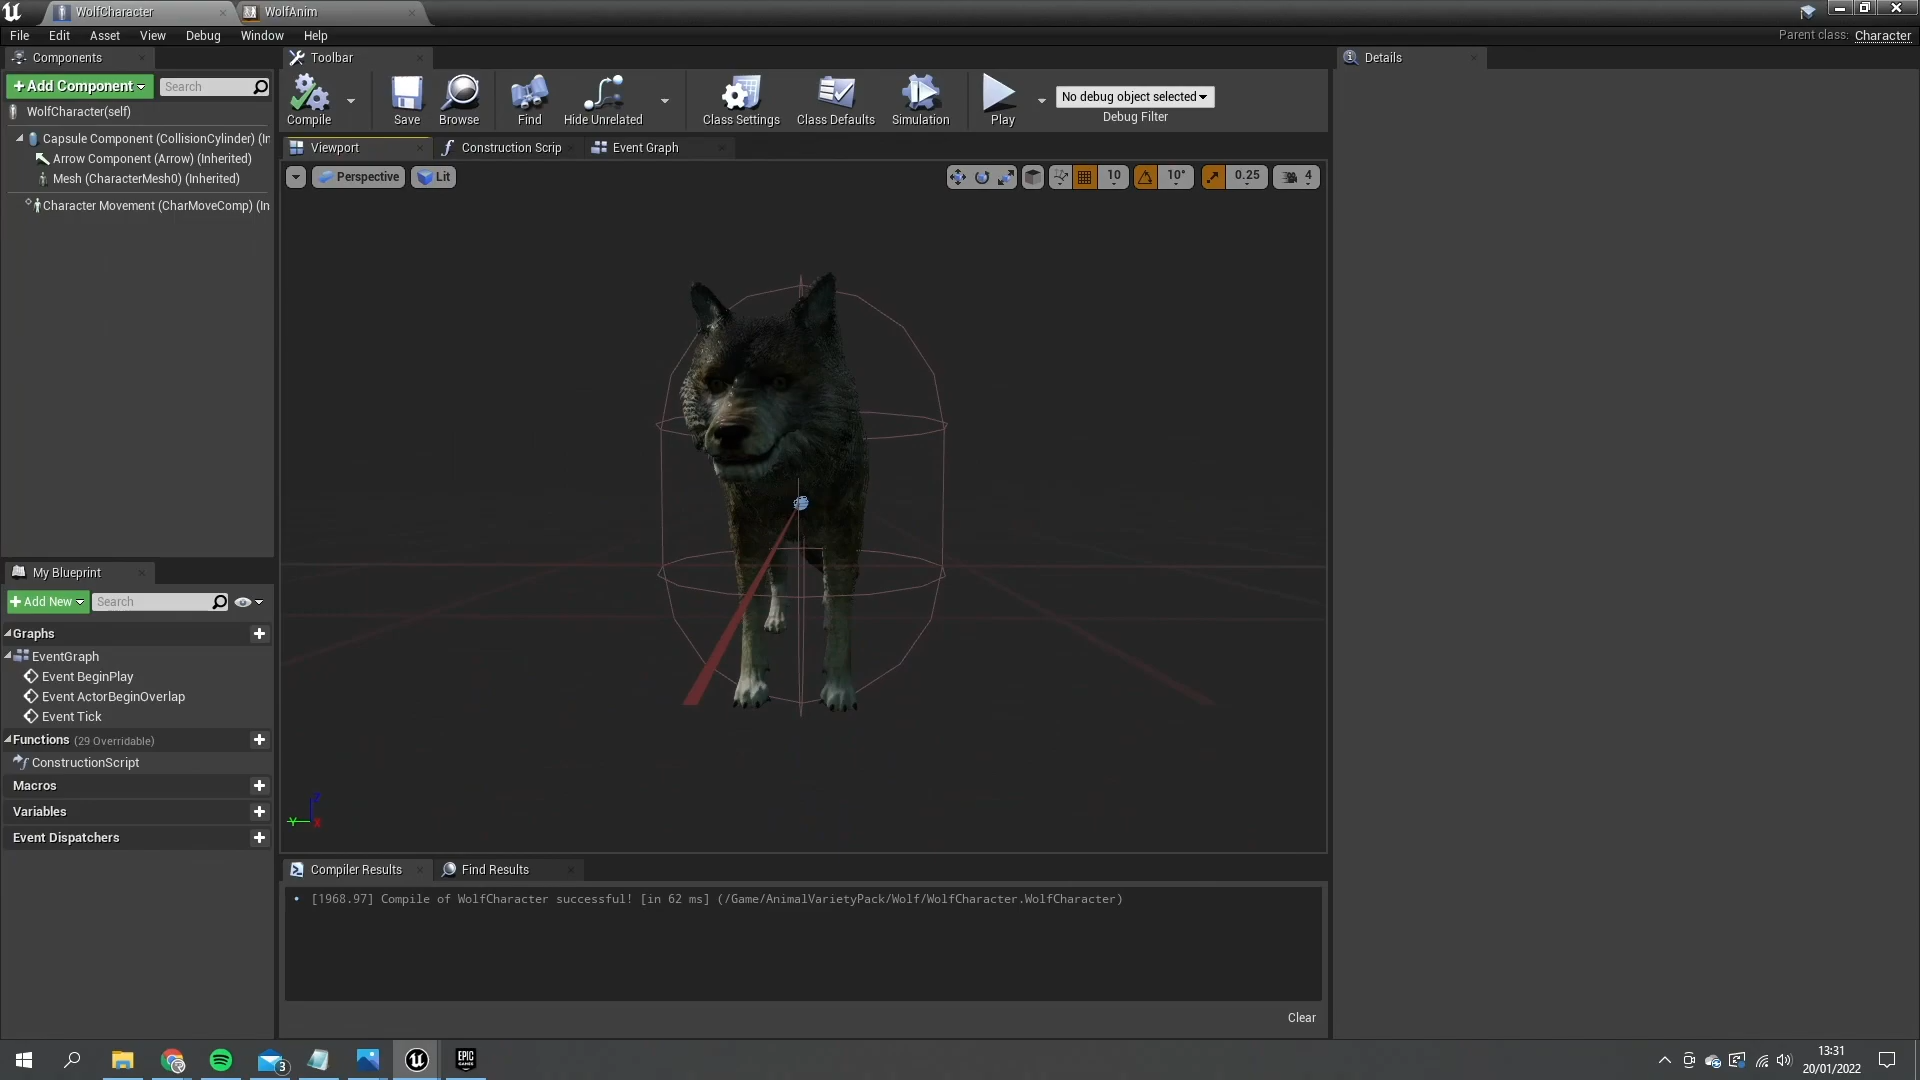 WolfCharacter
WolfAnim
File Edit Asset View Debug Window Help
Parent class: Character
Components
Toolbar
Details
+Add Component
Search
Compile
Save
Browse
Find
Hide Unrelated
Class Settings
Class Defaults
Simulation
Play
No debug object selected
Debug Filter
WolfCharacter(self)
Capsule Component (CollisionCylinder) (In
Arrow Component (Arrow) (Inherited)
Mesh (CharacterMesh0) (Inherited)
Character Movement (CharMoveComp) (In
Viewport
Construction Scrip
Event Graph
Perspective
Lit
10
10°
0.25
4
My Blueprint
+Add New
Search
Graphs
EventGraph
Event BeginPlay
Event ActorBeginOverlap
Event Tick
Functions (29 Overridable)
ConstructionScript
Macros
Variables
Event Dispatchers
Z
Y
X
Compiler Results
Find Results
[1968.97] Compile of WolfCharacter successful! [in 62 ms] (/Game/AnimalVarietyPack/Wolf/WolfCharacter.WolfCharacter)
Clear
3
EPIC
GAMES
13:31
20/01/2022